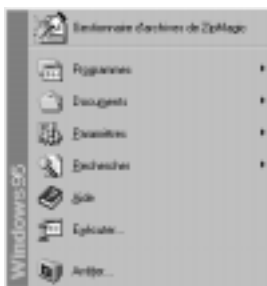 Gestionnaire d'archives de ZipMagic
Programmes
Documents
Paramètres
Rechercher
Aide
Exécuter...
Arrêter...
Windows95